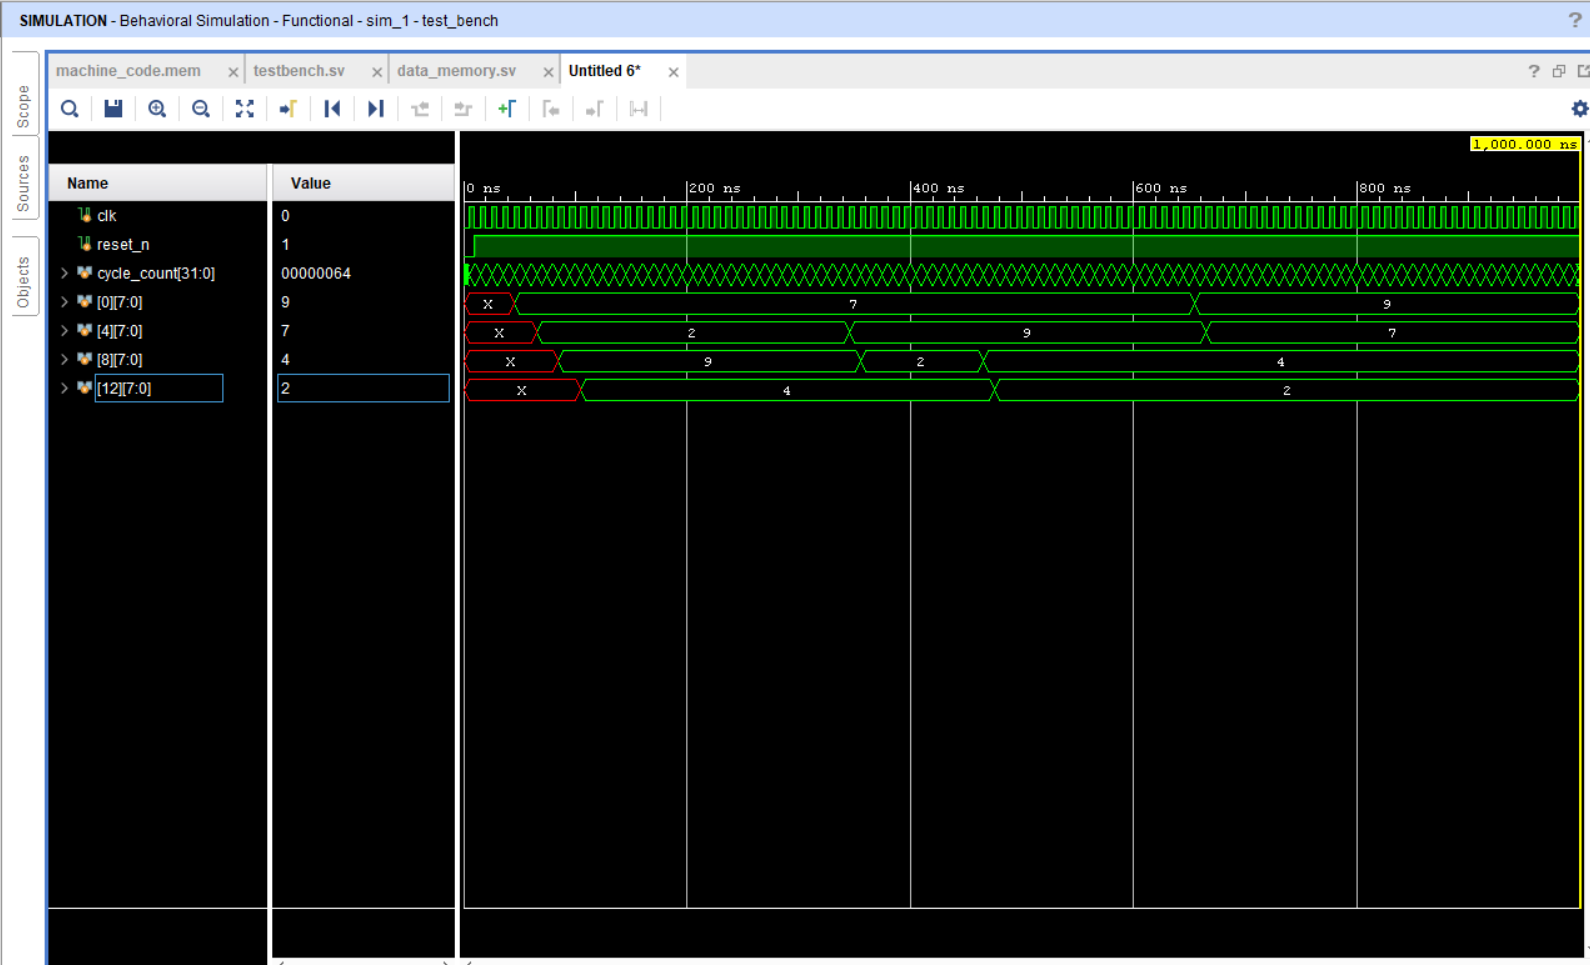 SIMULATION - Behavioral Simulation - Functional - sim_1 - test_bench ?
Scope
Sources
Objects
machine_code.mem × testbench.sv × data_memory.sv × Untitled 6* × ?
1,000.000 ns
Name Value
0 ns 200 ns 400 ns 600 ns 800 ns
clk 0
reset_n 1
cycle_count[31:0] 00000064
[0][7:0] 9 X 7 9
[4][7:0] 7 X 2 9 7
[8][7:0] 4 X 9 2 4
[12][7:0] 2 X 4 2